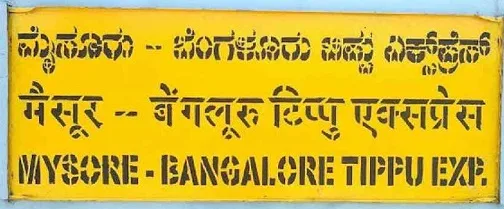 ಮೈಸೂರು -- ಬೆಂಗಳೂರು ಟಿಪ್ಪು ಎಕ್ಸ್‌ಪ್ರೆಸ್
मैसूर -- बेंगलूरु टिप्पु एक्सप्रेस
MYSORE - BANGALORE TIPPU EXP.